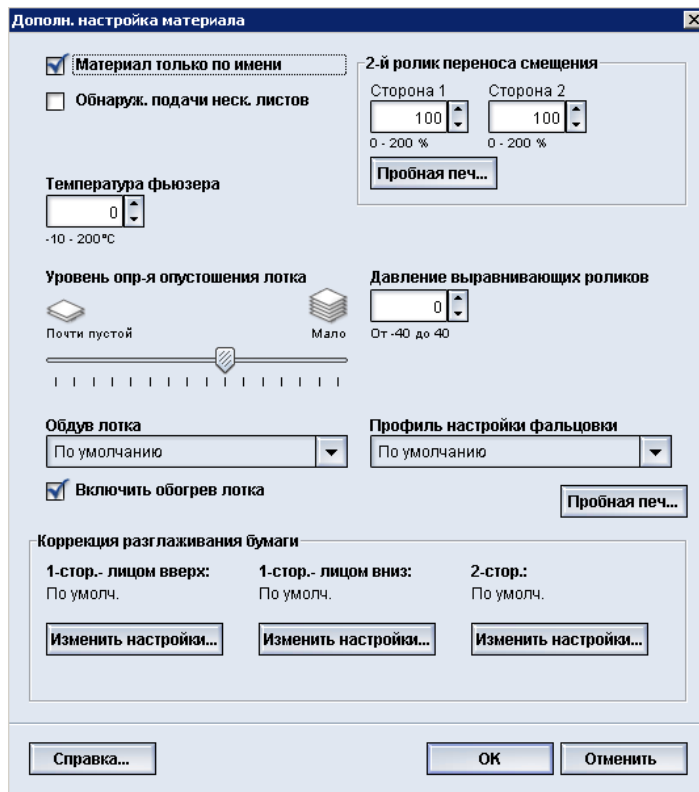 Дополн. настройка материала
Материал только по имени
Обнаруж. подачи неск. листов
2-й ролик переноса смещения
Сторона 1
Сторона 2
100
100
0 - 200 %
0 - 200 %
Пробная печ...
Температура фьюзера
0
-10 - 200°C
Уровень опр-я опустошения лотка
Почти пустой
Мало
Давление выравнивающих роликов
0
От -40 до 40
Обдув лотка
По умолчанию
Включить обогрев лотка
Профиль настройки фальцовки
По умолчанию
Пробная печ...
Коррекция разглаживания бумаги
1-стор.- лицом вверх:
По умолч.
Изменить настройки...
1-стор.- лицом вниз:
По умолч.
Изменить настройки...
2-стор.:
По умолч.
Изменить настройки...
Справка...
OK
Отменить